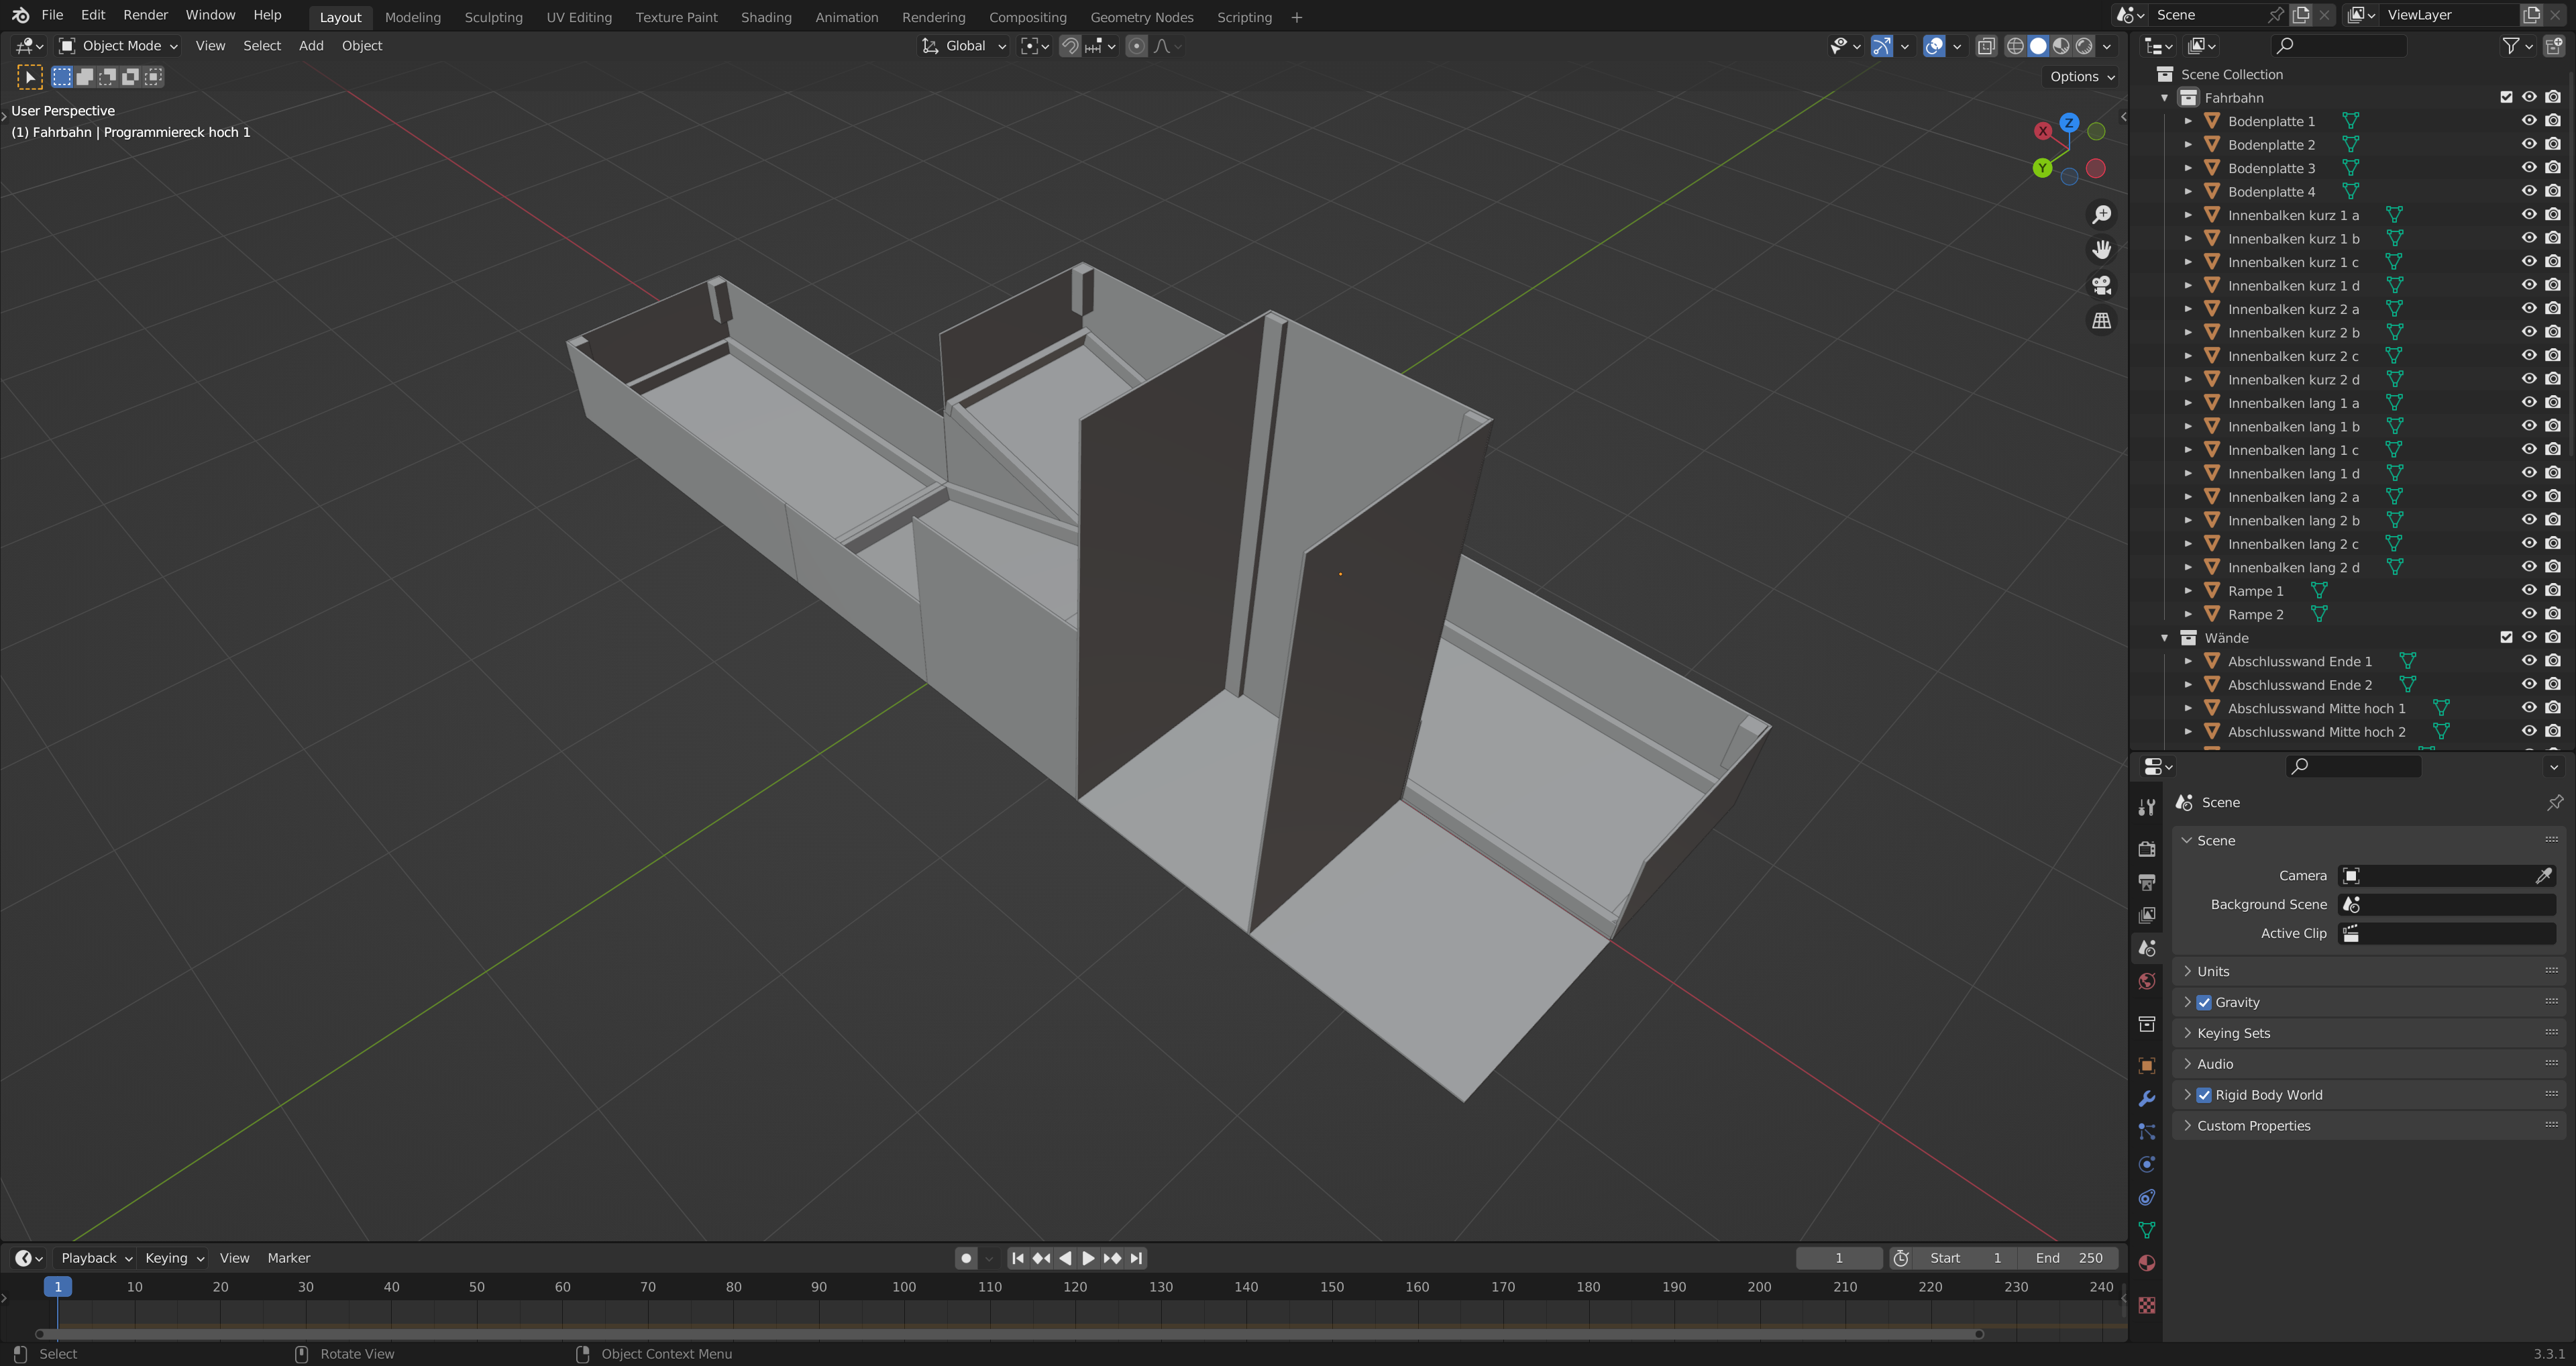 File Edit Render Window Help Layout Modeling Sculpting UV Editing Texture Paint Shading Animation Rendering Compositing Geometry Nodes Scripting + Scene ViewLayer
Object Mode View Select Add Object Global
Options
User Perspective
(1) Fahrbahn | Programmiereck hoch 1
X Z
Y
Scene Collection
Fahrbahn
Bodenplatte 1
Bodenplatte 2
Bodenplatte 3
Bodenplatte 4
Innenbalken kurz 1 a
Innenbalken kurz 1 b
Innenbalken kurz 1 c
Innenbalken kurz 1 d
Innenbalken kurz 2 a
Innenbalken kurz 2 b
Innenbalken kurz 2 c
Innenbalken kurz 2 d
Innenbalken lang 1 a
Innenbalken lang 1 b
Innenbalken lang 1 c
Innenbalken lang 1 d
Innenbalken lang 2 a
Innenbalken lang 2 b
Innenbalken lang 2 c
Innenbalken lang 2 d
Rampe 1
Rampe 2
Wände
Abschlusswand Ende 1
Abschlusswand Ende 2
Abschlusswand Mitte hoch 1
Abschlusswand Mitte hoch 2
Scene
Scene
Camera
Background Scene
Active Clip
Units
Gravity
Keying Sets
Audio
Rigid Body World
Custom Properties
Playback Keying View Marker 1 Start 1 End 250
1 10 20 30 40 50 60 70 80 90 100 110 120 130 140 150 160 170 180 190 200 210 220 230 240
Select Rotate View Object Context Menu 3.3.1